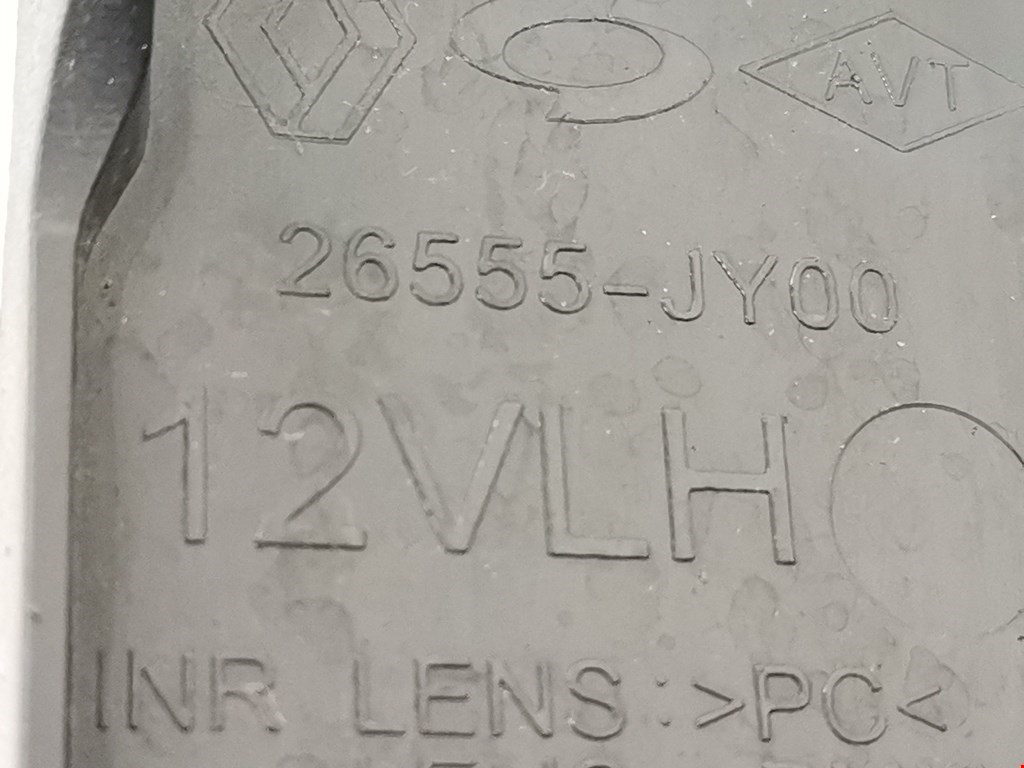 AVT
26555-JY00
12VLH
INR LENS:>PC<